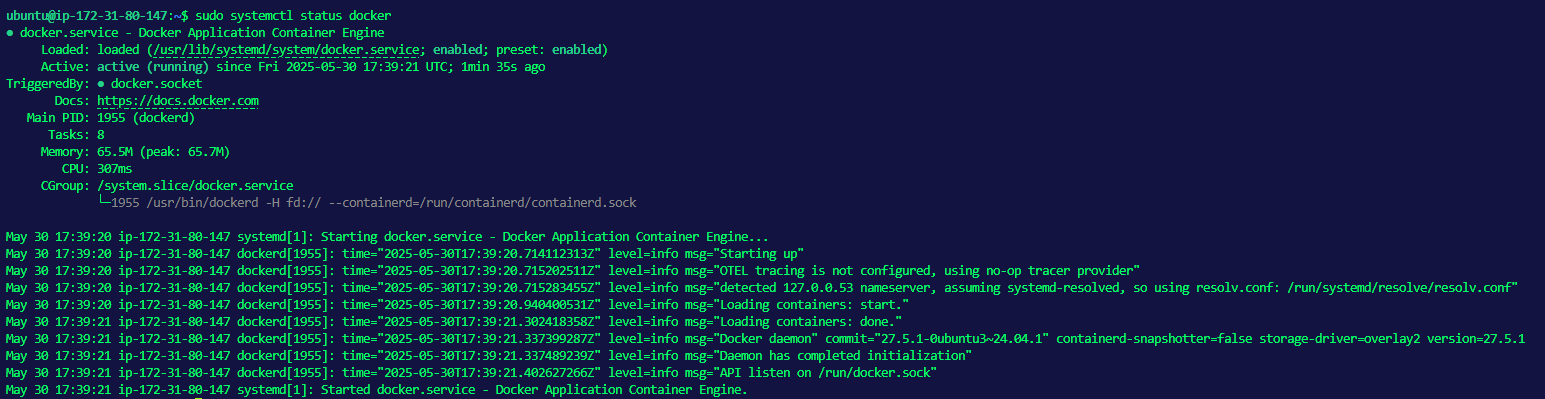 ubuntu@ip-172-31-80-147:~$ sudo systemctl status docker
● docker.service - Docker Application Container Engine
     Loaded: loaded (/usr/lib/systemd/system/docker.service; enabled; preset: enabled)
     Active: active (running) since Fri 2025-05-30 17:39:21 UTC; 1min 35s ago
TriggeredBy: ● docker.socket
       Docs: https://docs.docker.com
   Main PID: 1955 (dockerd)
      Tasks: 8
     Memory: 65.5M (peak: 65.7M)
        CPU: 307ms
     CGroup: /system.slice/docker.service
             └─1955 /usr/bin/dockerd -H fd:// --containerd=/run/containerd/containerd.sock

May 30 17:39:20 ip-172-31-80-147 systemd[1]: Starting docker.service - Docker Application Container Engine...
May 30 17:39:20 ip-172-31-80-147 dockerd[1955]: time="2025-05-30T17:39:20.714112313Z" level=info msg="Starting up"
May 30 17:39:20 ip-172-31-80-147 dockerd[1955]: time="2025-05-30T17:39:20.715202511Z" level=info msg="OTEL tracing is not configured, using no-op tracer provider"
May 30 17:39:20 ip-172-31-80-147 dockerd[1955]: time="2025-05-30T17:39:20.715283455Z" level=info msg="detected 127.0.0.53 nameserver, assuming systemd-resolved, so using resolv.conf: /run/systemd/resolve/resolv.conf"
May 30 17:39:20 ip-172-31-80-147 dockerd[1955]: time="2025-05-30T17:39:20.940400531Z" level=info msg="Loading containers: start."
May 30 17:39:21 ip-172-31-80-147 dockerd[1955]: time="2025-05-30T17:39:21.302418358Z" level=info msg="Loading containers: done."
May 30 17:39:21 ip-172-31-80-147 dockerd[1955]: time="2025-05-30T17:39:21.337399287Z" level=info msg="Docker daemon" commit="27.5.1-0ubuntu3~24.04.1" containerd-snapshotter=false storage-driver=overlay2 version=27.5.1
May 30 17:39:21 ip-172-31-80-147 dockerd[1955]: time="2025-05-30T17:39:21.337489239Z" level=info msg="Daemon has completed initialization"
May 30 17:39:21 ip-172-31-80-147 dockerd[1955]: time="2025-05-30T17:39:21.402627266Z" level=info msg="API listen on /run/docker.sock"
May 30 17:39:21 ip-172-31-80-147 systemd[1]: Started docker.service - Docker Application Container Engine.